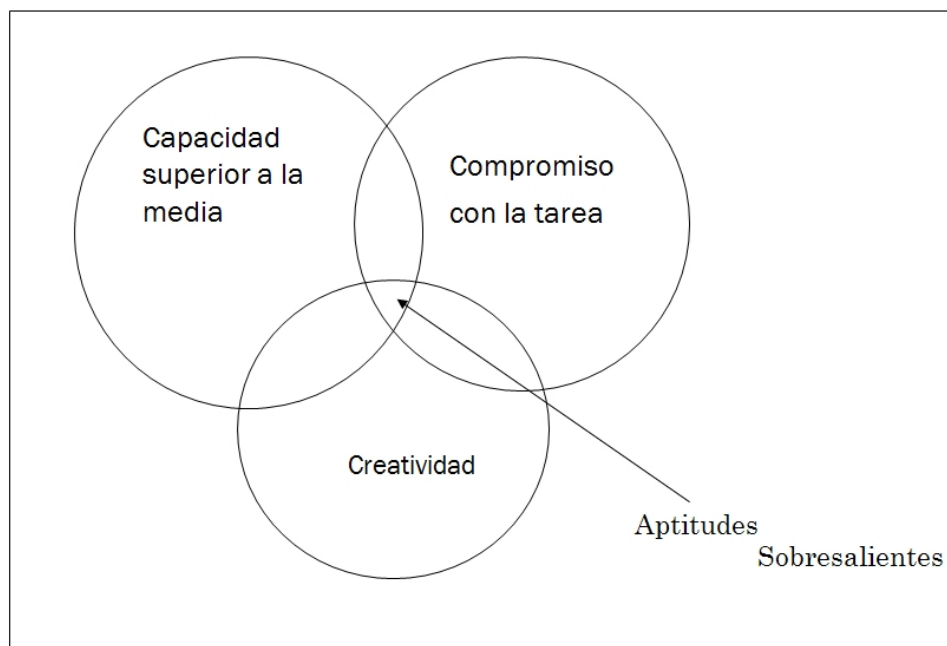 Capacidad
superior a la
media
Compromiso
con la tarea
Creatividad
Aptitudes
Sobresalientes